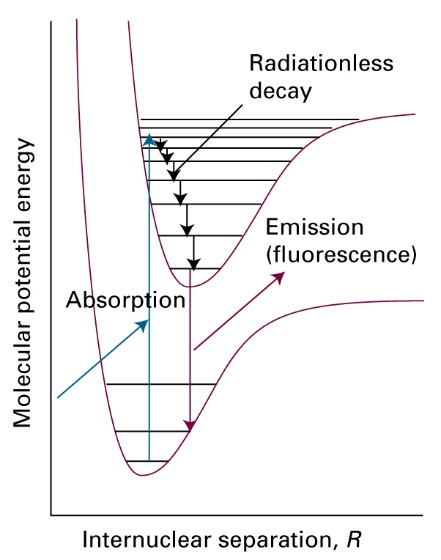 Radiationless
decay
Emission
(fluorescence)
Absorption
Molecular potential energy
Internuclear separation, R